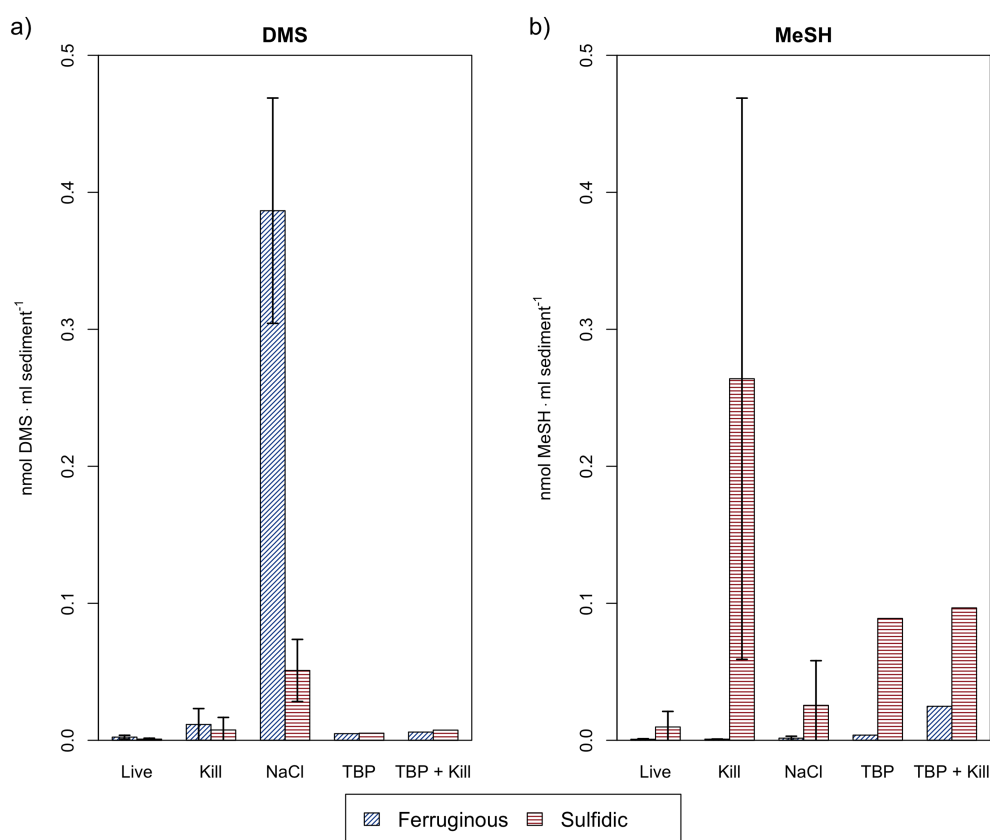 a)
DMS
nmol DMS · ml sediment⁻¹
0.5
0.4
0.3
0.2
0.1
0.0
Live Kill NaCl TBP TBP + Kill
b)
MeSH
nmol MeSH · ml sediment⁻¹
0.5
0.4
0.3
0.2
0.1
0.0
Live Kill NaCl TBP TBP + Kill
Ferruginous Sulfidic